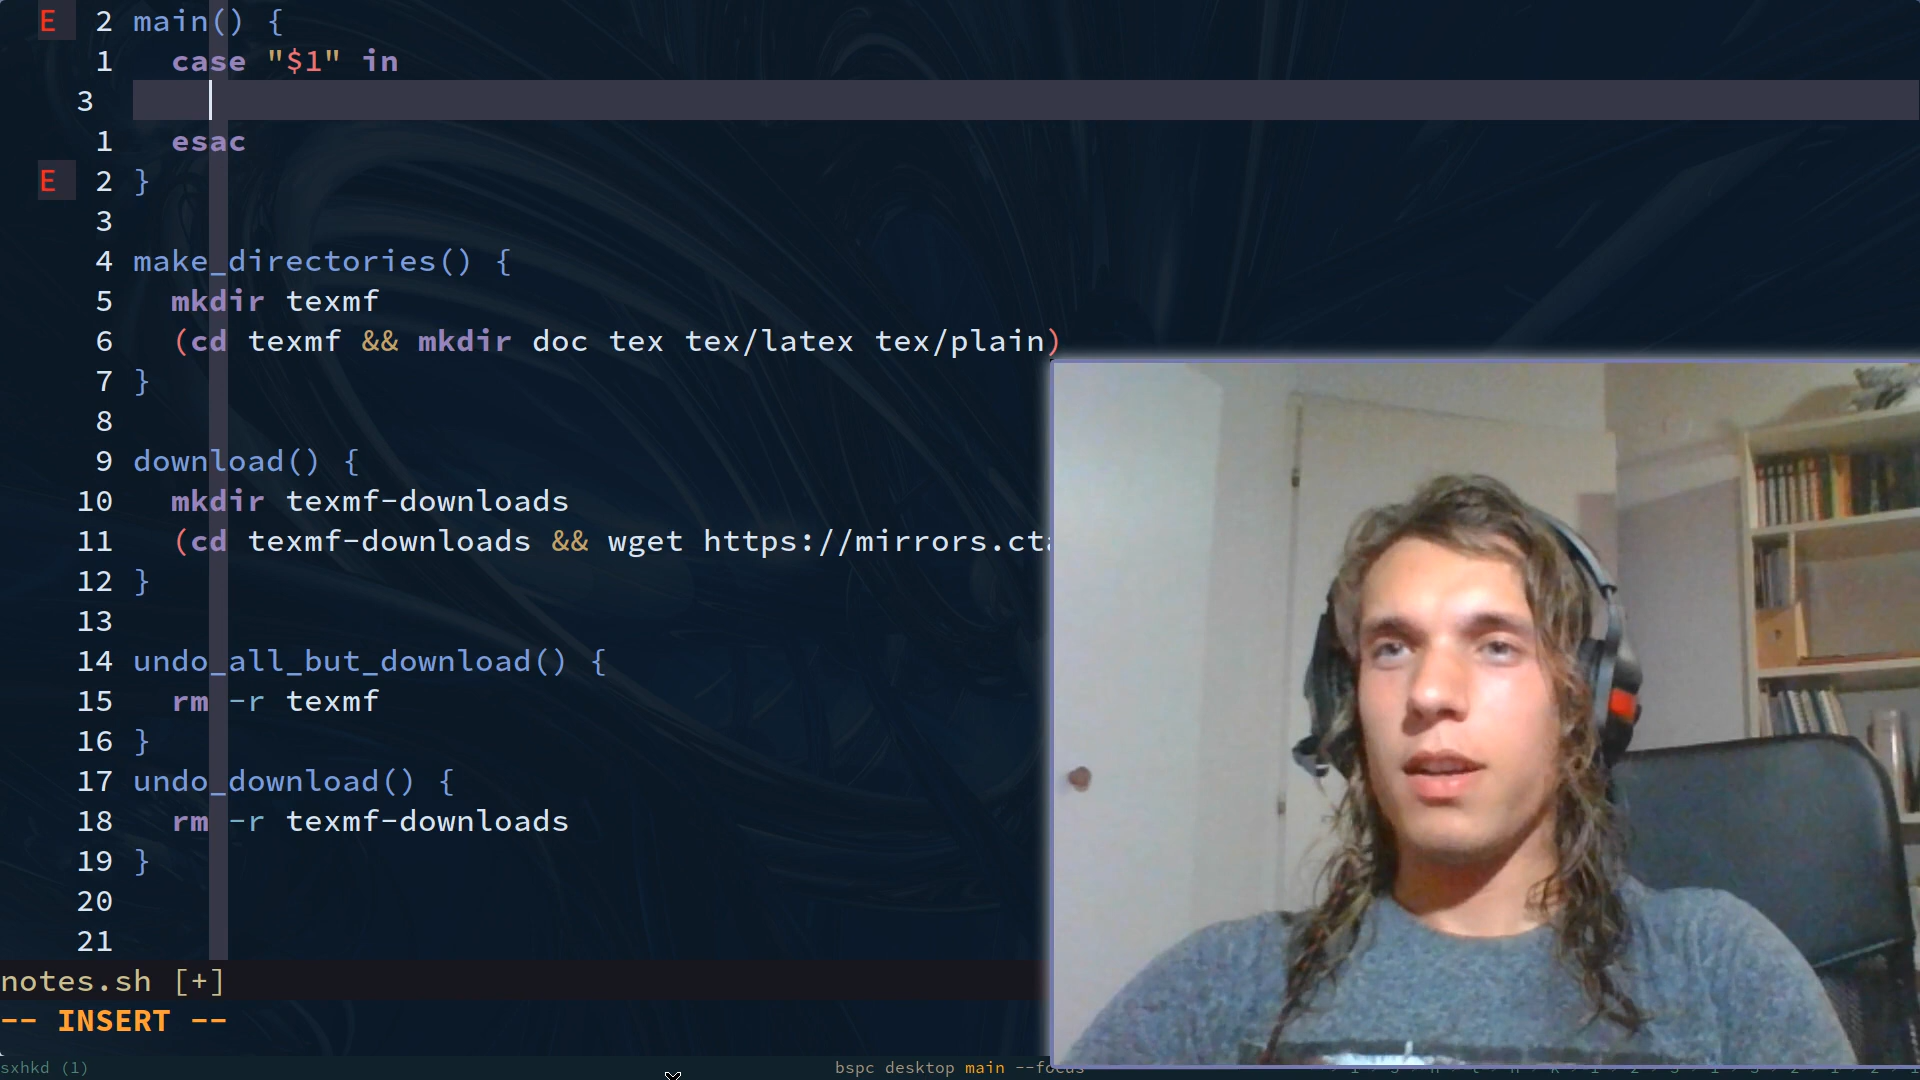 E 2 main() {
1 case "$1" in
3
1 esac
E 2 }
3
4 make_directories() {
5 mkdir texmf
6 (cd texmf && mkdir doc tex tex/latex tex/plain)
7 }
8
9 download() {
10 mkdir texmf-downloads
11 (cd texmf-downloads && wget https://mirrors.cta
12 }
13
14 undo_all_but_download() {
15 rm -r texmf
16 }
17 undo_download() {
18 rm -r texmf-downloads
19 }
20
21
notes.sh [+]
-- INSERT --
sxhkd (1) bspc desktop main --focus